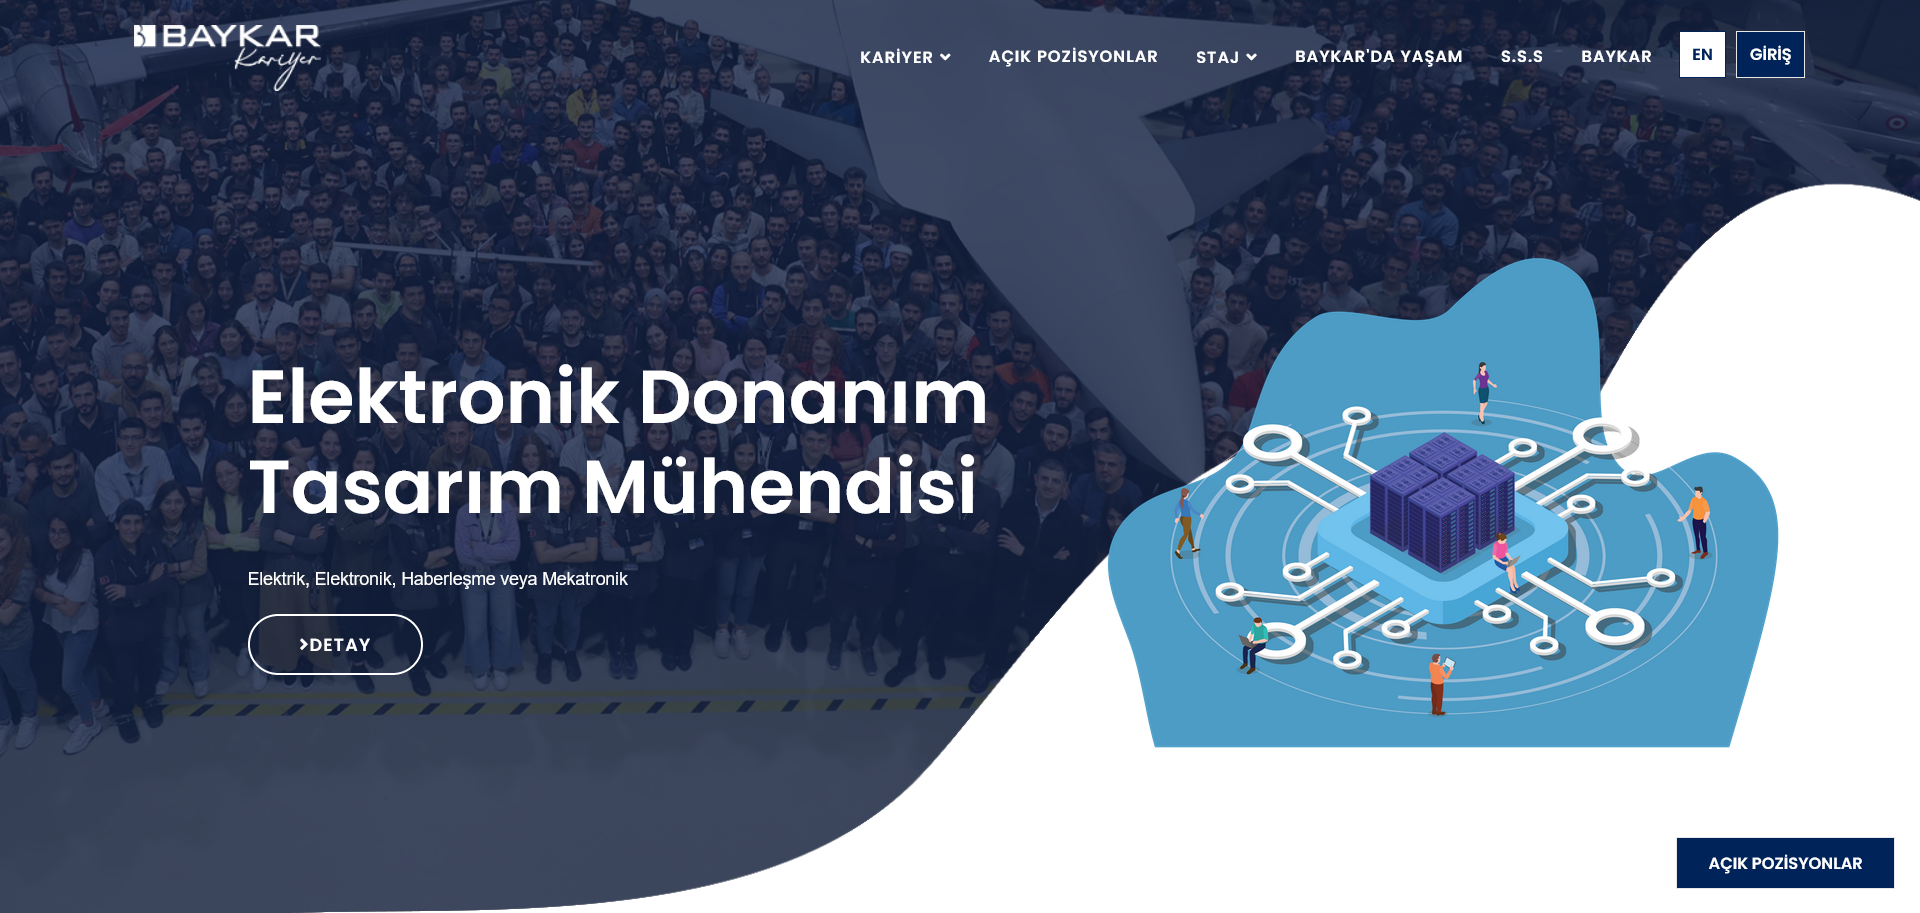 BAYKAR
Kariyer
KARİYER
AÇIK POZİSYONLAR
STAJ
BAYKAR'DA YAŞAM
S.S.S
BAYKAR
EN
GİRİŞ
Elektronik Donanım
Tasarım Mühendisi
Elektrik, Elektronik, Haberleşme veya Mekatronik
DETAY
AÇIK POZİSYONLAR